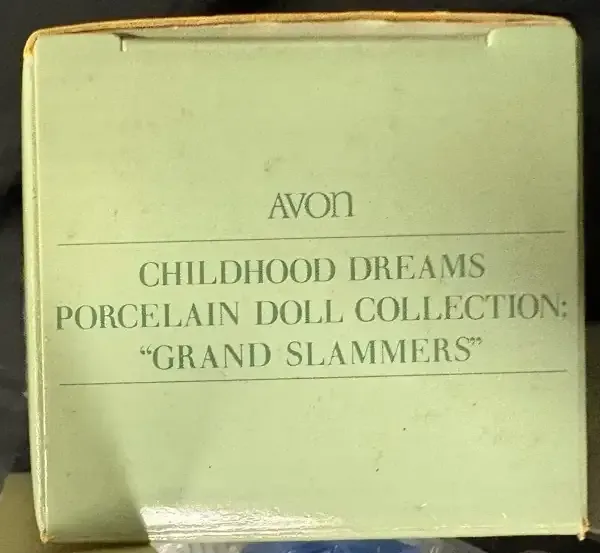 AVON
CHILDHOOD DREAMS
PORCELAIN DOLL COLLECTION:
“GRAND SLAMMERS”